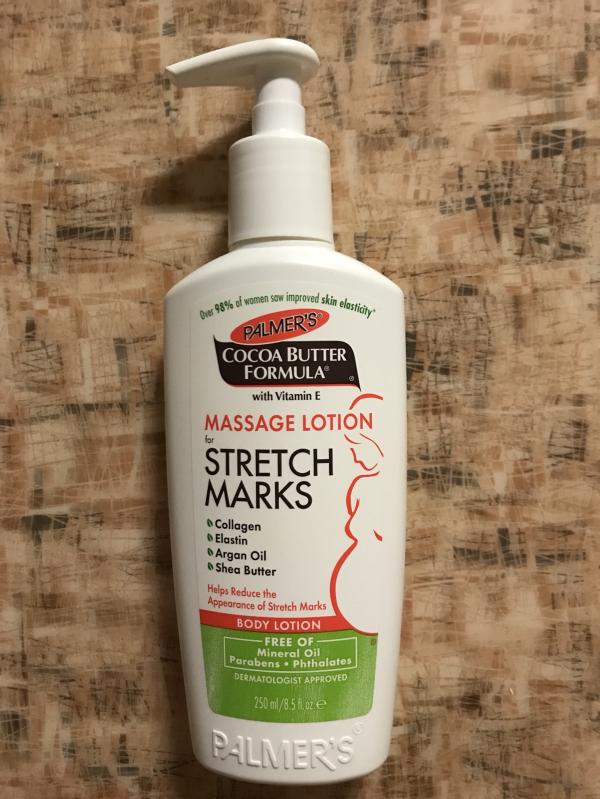 Over 98% of women saw improved skin elasticity*
PALMER'S®
COCOA BUTTER
FORMULA®
with Vitamin E
MASSAGE LOTION
for
STRETCH
MARKS
Collagen
Elastin
Argan Oil
Shea Butter
Helps Reduce the
Appearance of Stretch Marks
BODY LOTION
FREE OF
Mineral Oil
Parabens • Phthalates
DERMATOLOGIST APPROVED
250 ml/8.5 fl. oz. e
PALMER'S®